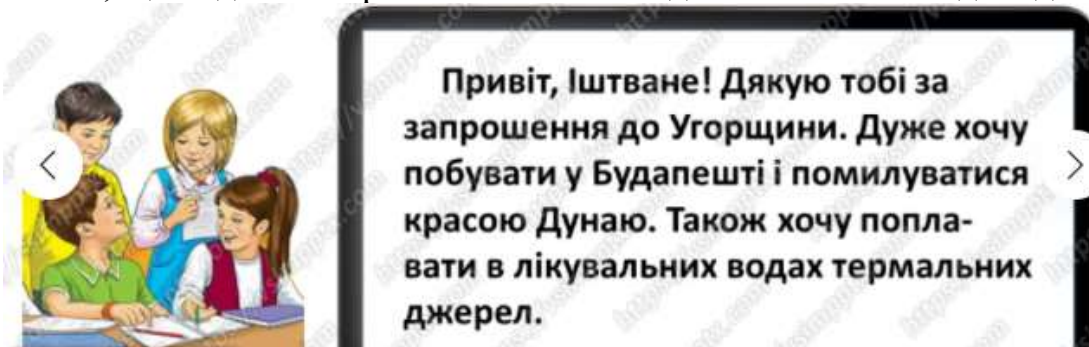 Привіт, Іштване! Дякую тобі за
запрошення до Угорщини. Дуже хочу
побувати у Будапешті і помилуватися
красою Дунаю. Також хочу попла-
вати в лікувальних водах термальних
джерел.